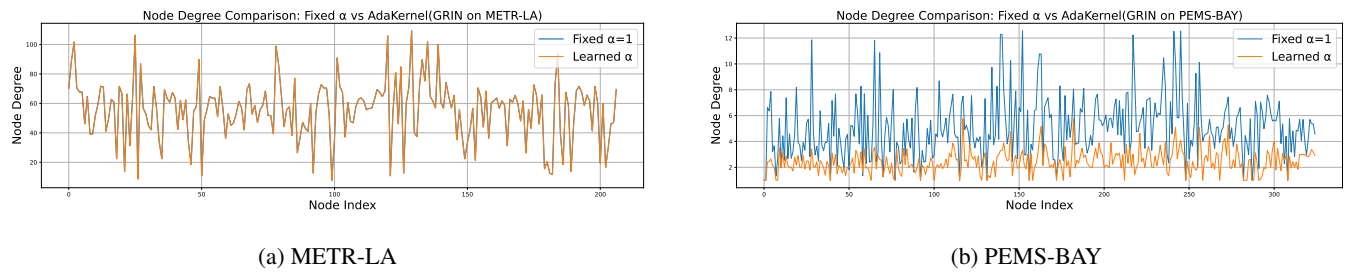 Node Degree Comparison: Fixed α vs AdaKernel(GRIN on METR-LA)
Node Degree
100
80
60
40
20
Fixed α=1
Learned α
0
50
100
150
200
Node Index
(a) METR-LA
Node Degree Comparison: Fixed α vs AdaKernel(GRIN on PEMS-BAY)
Node Degree
12
10
8
6
4
2
Fixed α=1
Learned α
0
50
100
150
200
250
300
Node Index
(b) PEMS-BAY